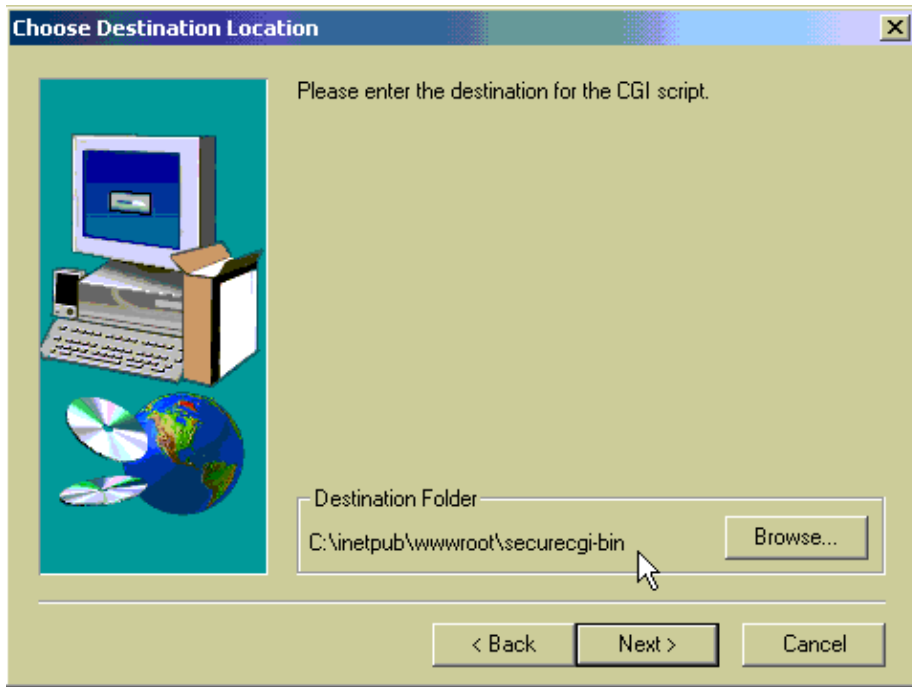 Choose Destination Location
Please enter the destination for the CGI script.
Destination Folder
C:\inetpub\wwwroot\securecgi-bin
Browse...
< Back
Next >
Cancel